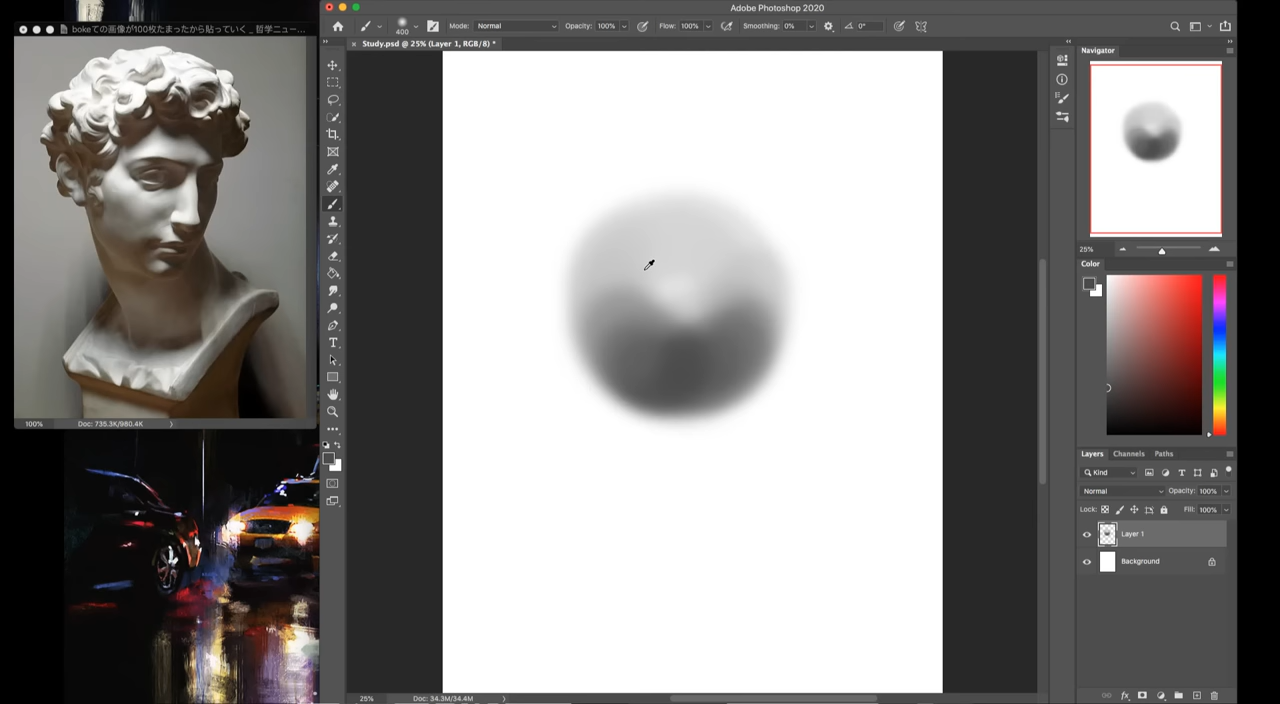 Adobe Photoshop 2020
bokeての画像が100枚たまったから貼っていく _ 哲学ニュー...
400
Mode: Normal
Opacity: 100%
Flow: 100%
Smoothing: 0%
0°
Study.psd @ 25% (Layer 1, RGB/8) *
Navigator
25%
Color
Layers Channels Paths
Kind
Normal
Opacity: 100%
Lock:
Fill: 100%
Layer 1
Background
100% Doc: 735.3K/980.4K
25% Doc: 34.3M/34.4M